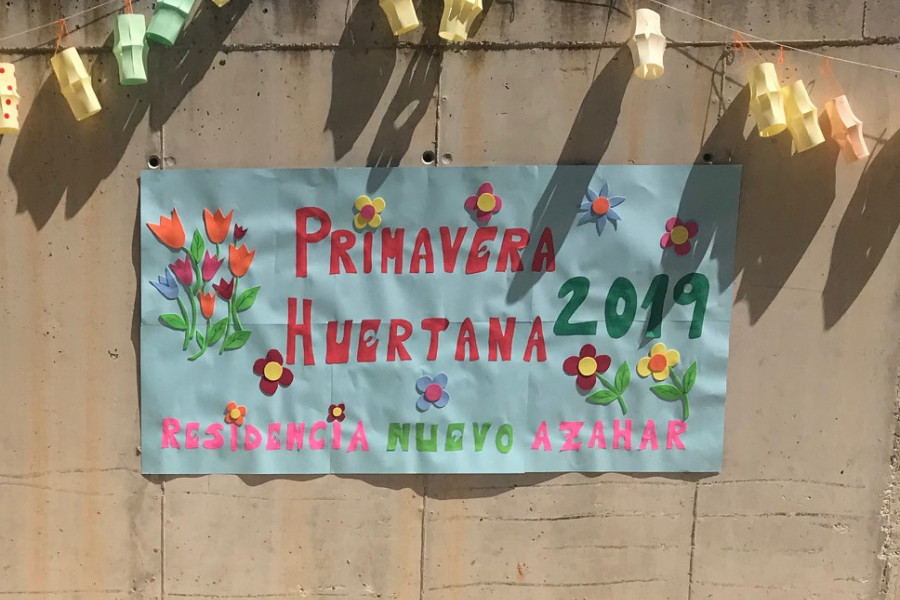 PRIMAVERA
HUERTANA 2019
RESIDENCIA NUEVO AZAHAR